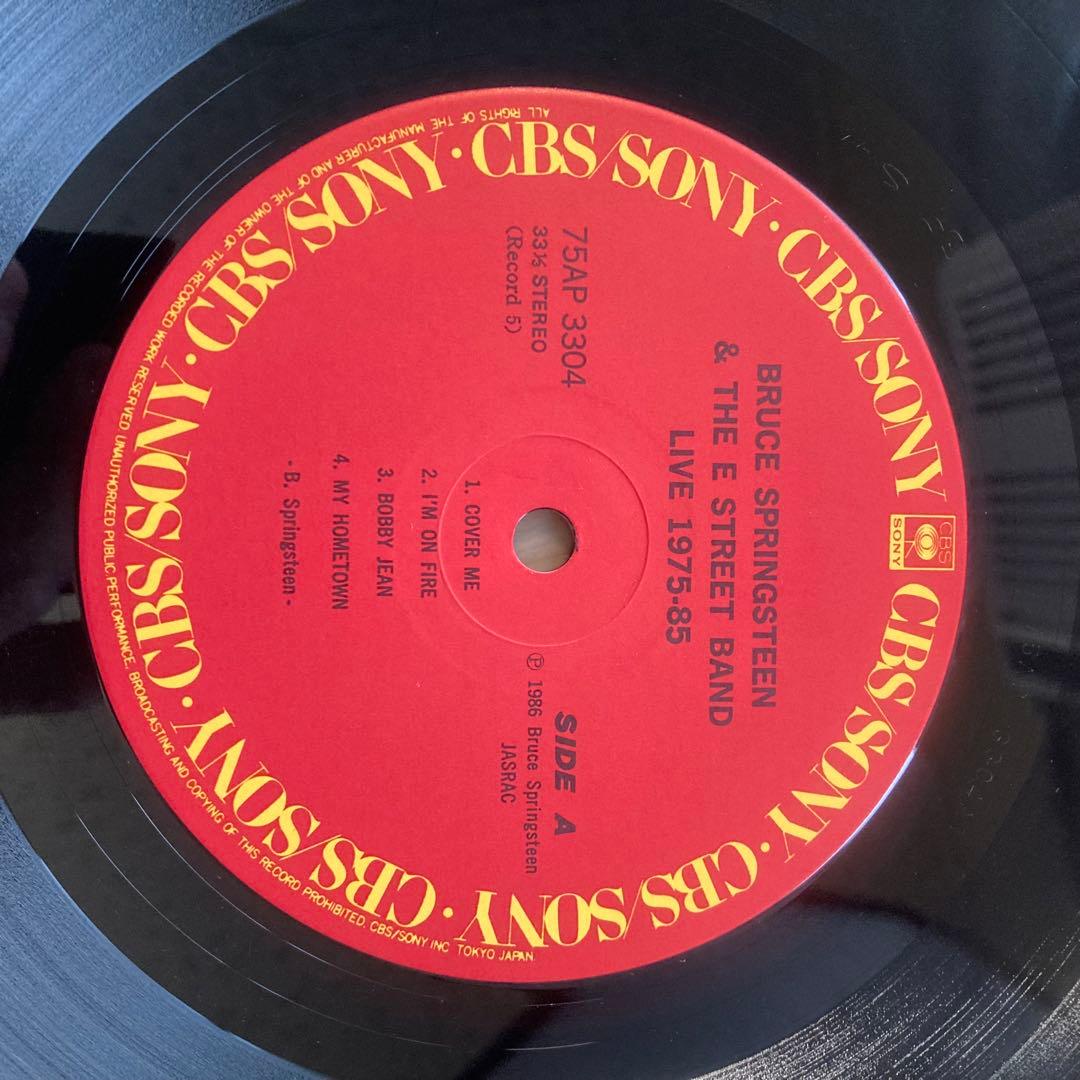 CBS
SONY
CBS/SONY · CBS/SONY · CBS/SONY · CBS/SONY · CBS/SONY · CBS/SONY · CBS/SONY · CBS/SONY · CBS/SONY · CBS/SONY
BRUCE SPRINGSTEEN
& THE E STREET BAND
LIVE 1975-85
75AP 3304
33⅓ STEREO
(Record 5)
SIDE A
Ⓟ 1986 Bruce Springsteen
JASRAC
1. COVER ME
2. I'M ON FIRE
3. BOBBY JEAN
4. MY HOMETOWN
- B. Springsteen -
ALL RIGHTS OF THE MANUFACTURER AND OF THE OWNER OF THE RECORDED WORK RESERVED UNAUTHORIZED PUBLIC PERFORMANCE, BROADCASTING AND COPYING OF THIS RECORD PROHIBITED. CBS/SONY INC TOKYO JAPAN.